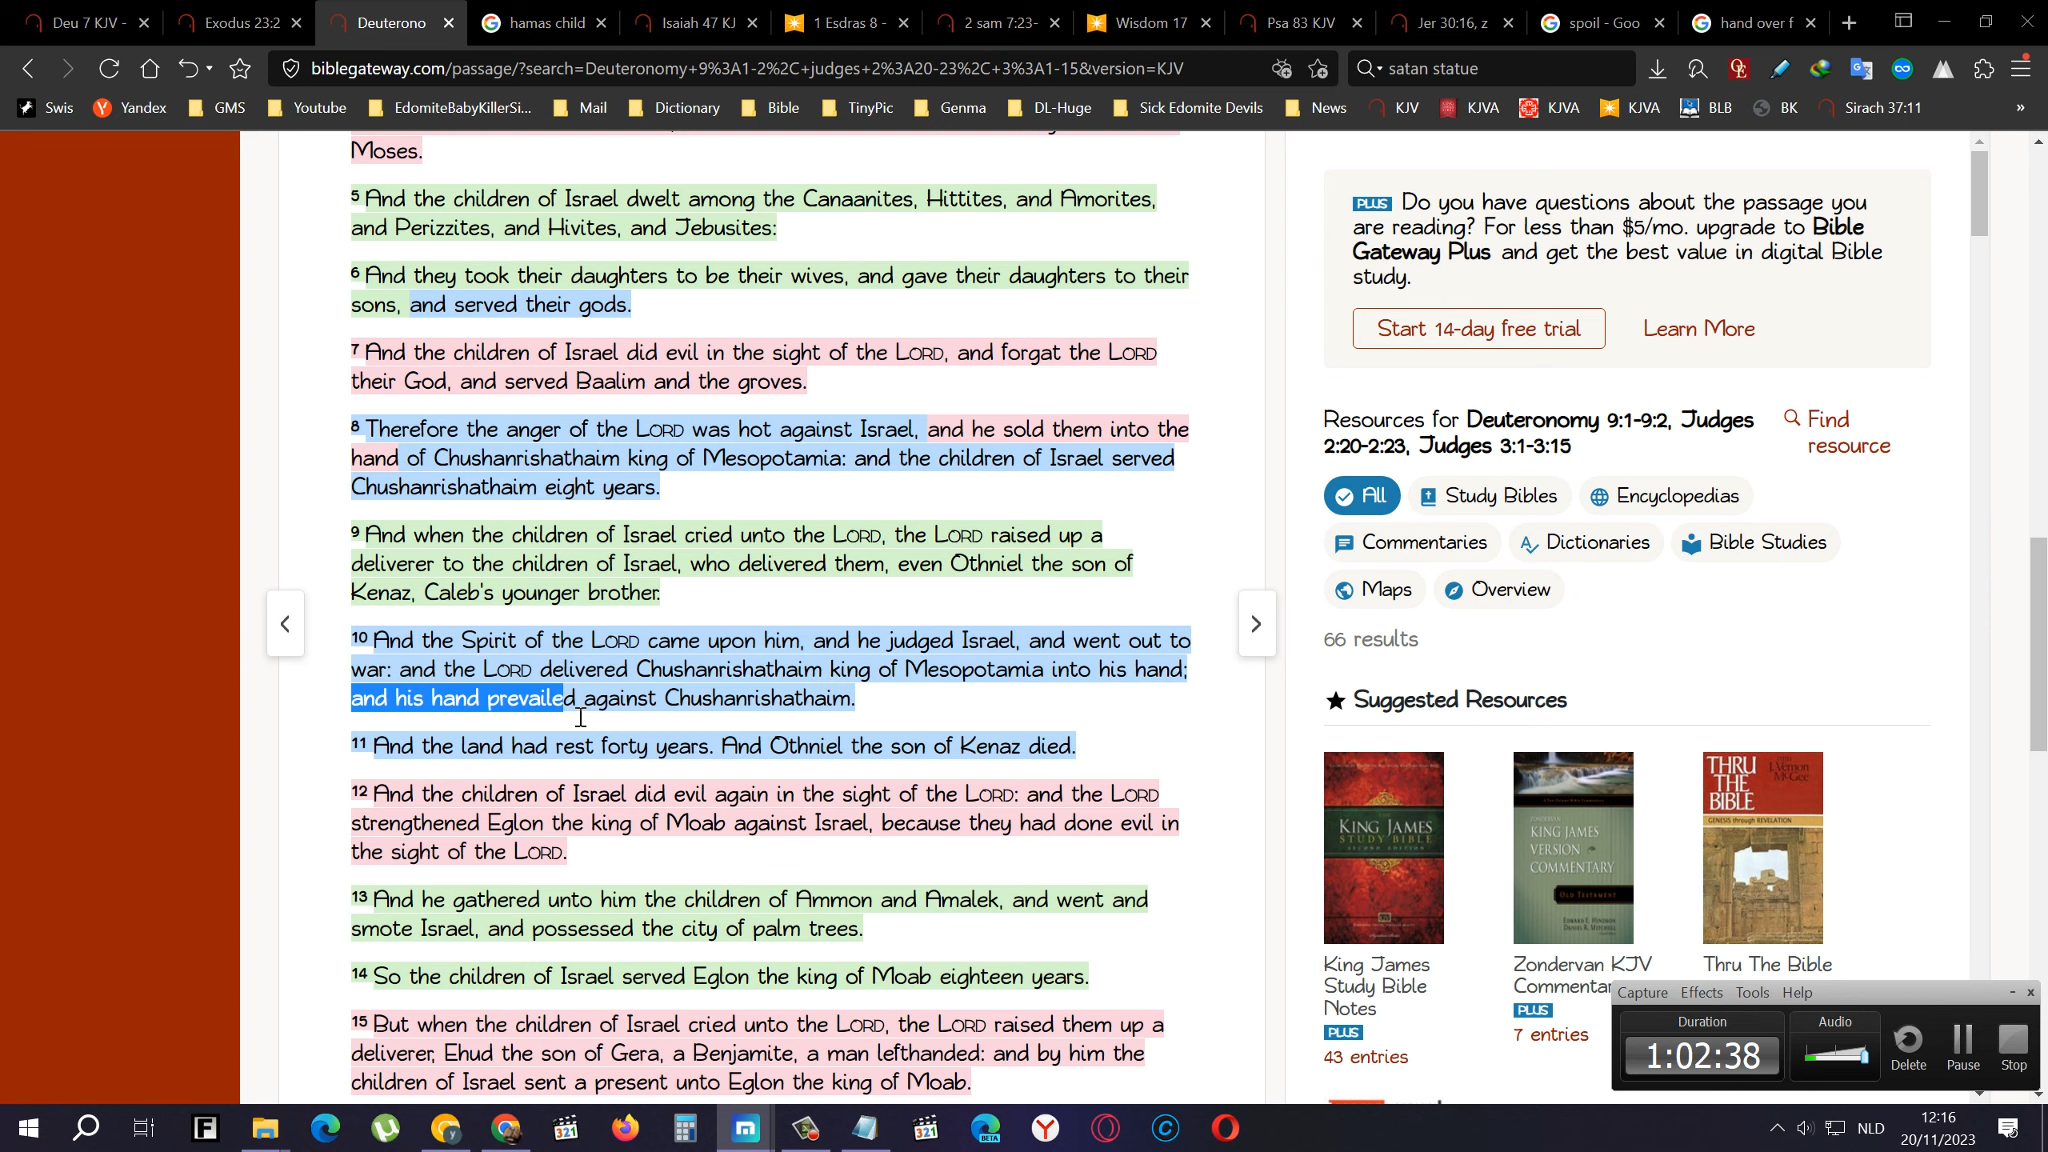 Deu 7 KJV -
Exodus 23:2
Deuterono
hamas child
Isaiah 47 KJ
1 Esdras 8 -
2 sam 7:23-
Wisdom 17
Psa 83 KJV
Jer 30:16, z
spoil - Goo
hand over f
biblegateway.com/passage/?search=Deuteronomy+9%3A1-2%2C+judges+2%3A20-23%2C+3%3A1-15&version=KJV
satan statue
Swis
Yandex
GMS
Youtube
EdomiteBabyKillerSi...
Mail
Dictionary
Bible
TinyPic
Genma
DL-Huge
Sick Edomite Devils
News
KJV
KJVA
KJVA
KJVA
BLB
BK
Sirach 37:11
Moses.
5 And the children of Israel dwelt among the Canaanites, Hittites, and Amorites,
and Perizzites, and Hivites, and Jebusites:
6 And they took their daughters to be their wives, and gave their daughters to their
sons, and served their gods.
7 And the children of Israel did evil in the sight of the LORD, and forgat the LORD
their God, and served Baalim and the groves.
8 Therefore the anger of the LORD was hot against Israel, and he sold them into the
hand of Chushanrishathaim king of Mesopotamia: and the children of Israel served
Chushanrishathaim eight years.
9 And when the children of Israel cried unto the LORD, the LORD raised up a
deliverer to the children of Israel, who delivered them, even Othniel the son of
Kenaz, Caleb's younger brother.
10 And the Spirit of the LORD came upon him, and he judged Israel, and went out to
war: and the LORD delivered Chushanrishathaim king of Mesopotamia into his hand;
and his hand prevailed against Chushanrishathaim.
11 And the land had rest forty years. And Othniel the son of Kenaz died.
12 And the children of Israel did evil again in the sight of the LORD: and the LORD
strengthened Eglon the king of Moab against Israel, because they had done evil in
the sight of the LORD.
13 And he gathered unto him the children of Ammon and Amalek, and went and
smote Israel, and possessed the city of palm trees.
14 So the children of Israel served Eglon the king of Moab eighteen years.
15 But when the children of Israel cried unto the LORD, the LORD raised them up a
deliverer, Ehud the son of Gera, a Benjamite, a man lefthanded: and by him the
children of Israel sent a present unto Eglon the king of Moab.
PLUS Do you have questions about the passage you
are reading? For less than $5/mo. upgrade to Bible
Gateway Plus and get the best value in digital Bible
study.
Start 14-day free trial
Learn More
Resources for Deuteronomy 9:1-9:2, Judges
2:20-2:23, Judges 3:1-3:15
Find
resource
All
Study Bibles
Encyclopedias
Commentaries
Dictionaries
Bible Studies
Maps
Overview
66 results
Suggested Resources
KING JAMES
STUDY BIBLE
SECOND EDITION
ZONDERVAN
KING JAMES
VERSION
COMMENTARY
OLD TESTAMENT
THRU
THE
BIBLE
J. Vernon
McGee
GENESIS through REVELATION
King James
Study Bible
Notes
PLUS
43 entries
Zondervan KJV
Commentar
PLUS
7 entries
Thru The Bible
Capture
Effects
Tools
Help
Duration
1:02:38
Audio
Delete
Pause
Stop
NLD
12:16
20/11/2023